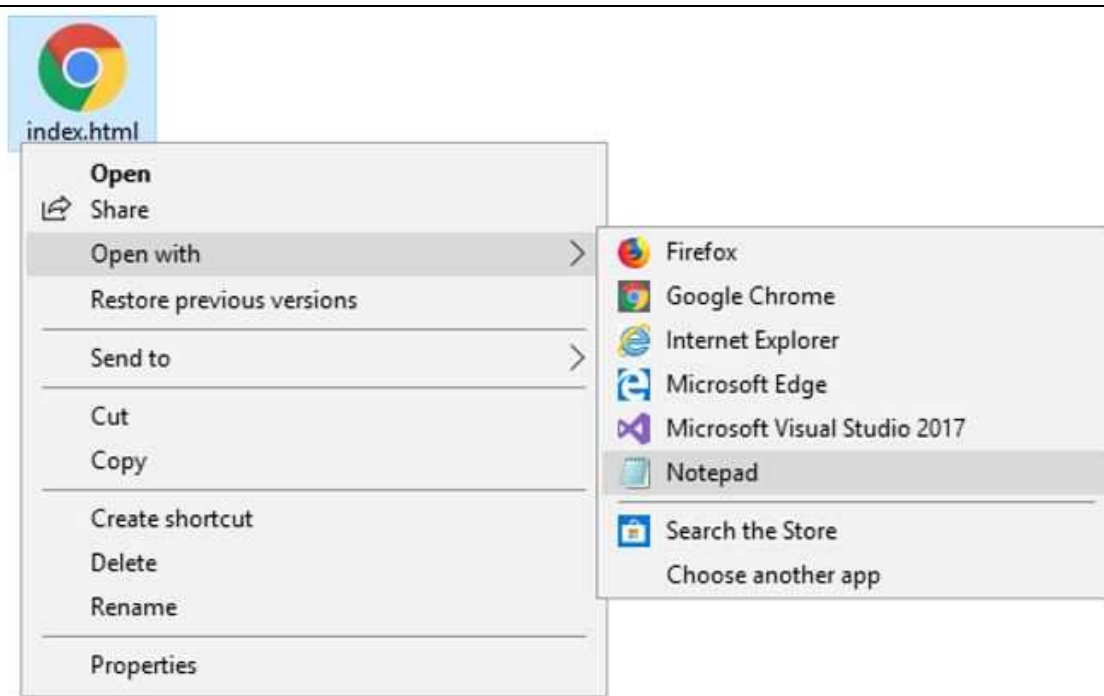 index.html
Open
Share
Open with
Restore previous versions
Send to
Cut
Copy
Create shortcut
Delete
Rename
Properties
Firefox
Google Chrome
Internet Explorer
Microsoft Edge
Microsoft Visual Studio 2017
Notepad
Search the Store
Choose another app